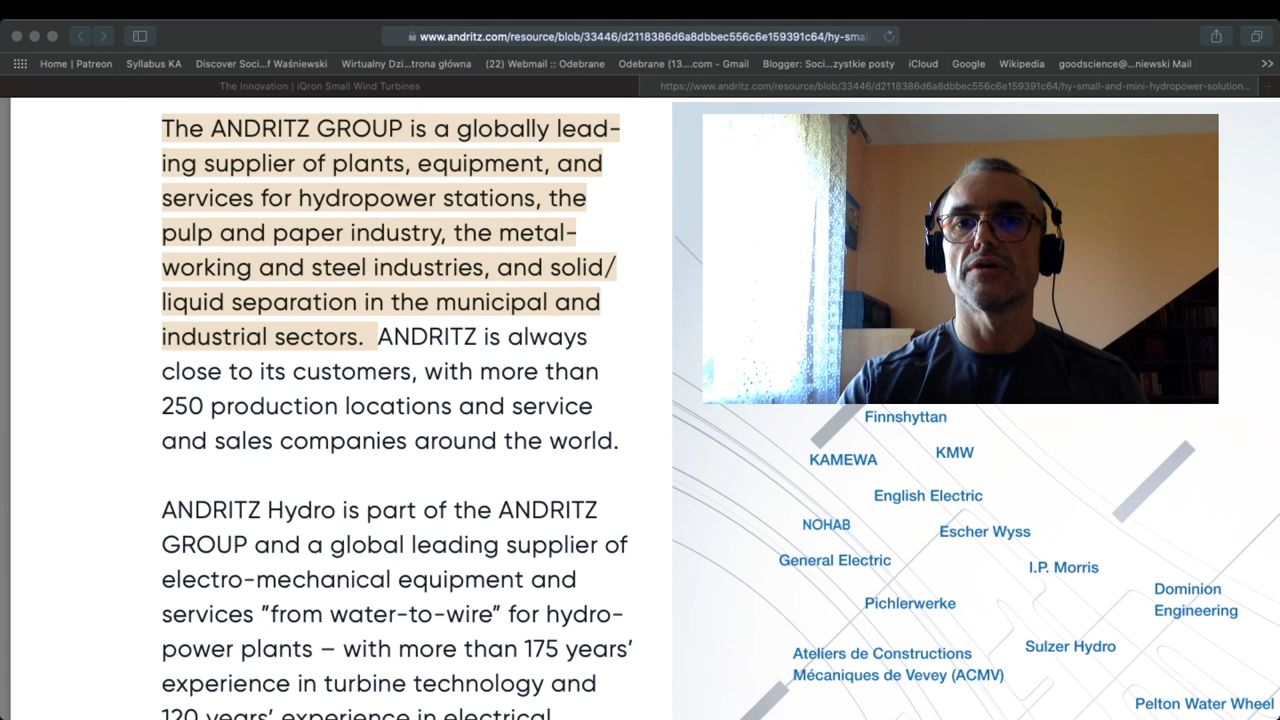 www.andritz.com/resource/blob/33446/d2118386d6a8dbbec556c6e159391c64/hy-smal
Home | Patreon
Syllabus KA
Discover Soci...f Waśniewski
Wirtualny Dzi...trona główna
(22) Webmail :: Odebrane
Odebrane (13....com - Gmail
Blogger: Soci...zystkie posty
iCloud
Google
Wikipedia
goodscience@...niewski Mail
>>
The Innovation | iQron Small Wind Turbines
https://www.andritz.com/resource/blob/33446/d2118386d6a8dbbec556c6e159391c64/hy-small-and-mini-hydropower-solution...
The ANDRITZ GROUP is a globally lead-
ing supplier of plants, equipment, and
services for hydropower stations, the
pulp and paper industry, the metal-
working and steel industries, and solid/
liquid separation in the municipal and
industrial sectors. ANDRITZ is always
close to its customers, with more than
250 production locations and service
and sales companies around the world.
ANDRITZ Hydro is part of the ANDRITZ
GROUP and a global leading supplier of
electro-mechanical equipment and
services "from water-to-wire" for hydro-
power plants – with more than 175 years'
experience in turbine technology and
120 years' experience in electrical
Finnshyttan
KAMEWA
KMW
English Electric
NOHAB
Escher Wyss
General Electric
I.P. Morris
Dominion
Engineering
Pichlerwerke
Sulzer Hydro
Ateliers de Constructions
Mécaniques de Vevey (ACMV)
Pelton Water Wheel